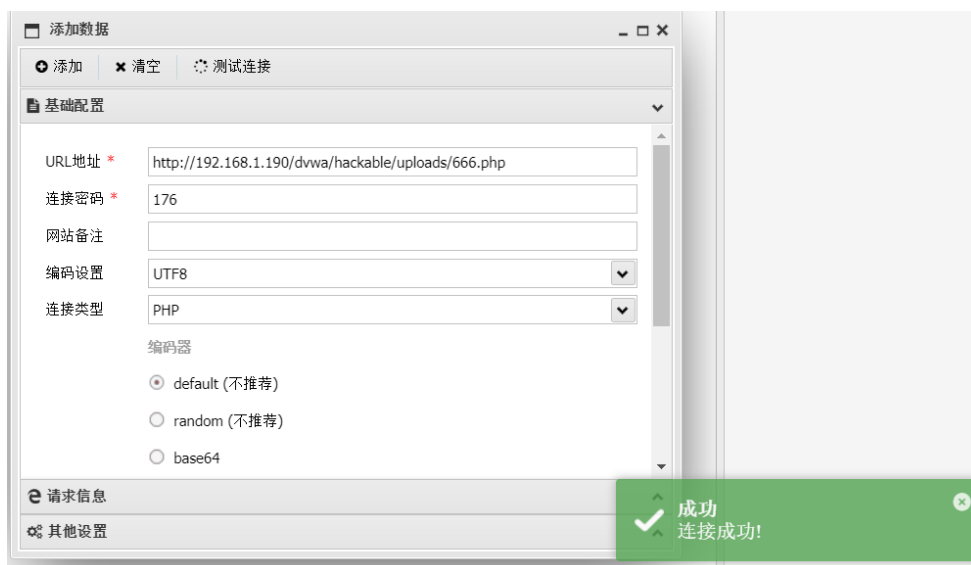 添加数据
添加 清空 测试连接
基础配置
URL地址 * http://192.168.1.190/dvwa/hackable/uploads/666.php
连接密码 * 176
网站备注
编码设置 UTF8
连接类型 PHP
编码器
default (不推荐)
random (不推荐)
base64
请求信息
其他设置
成功
连接成功!